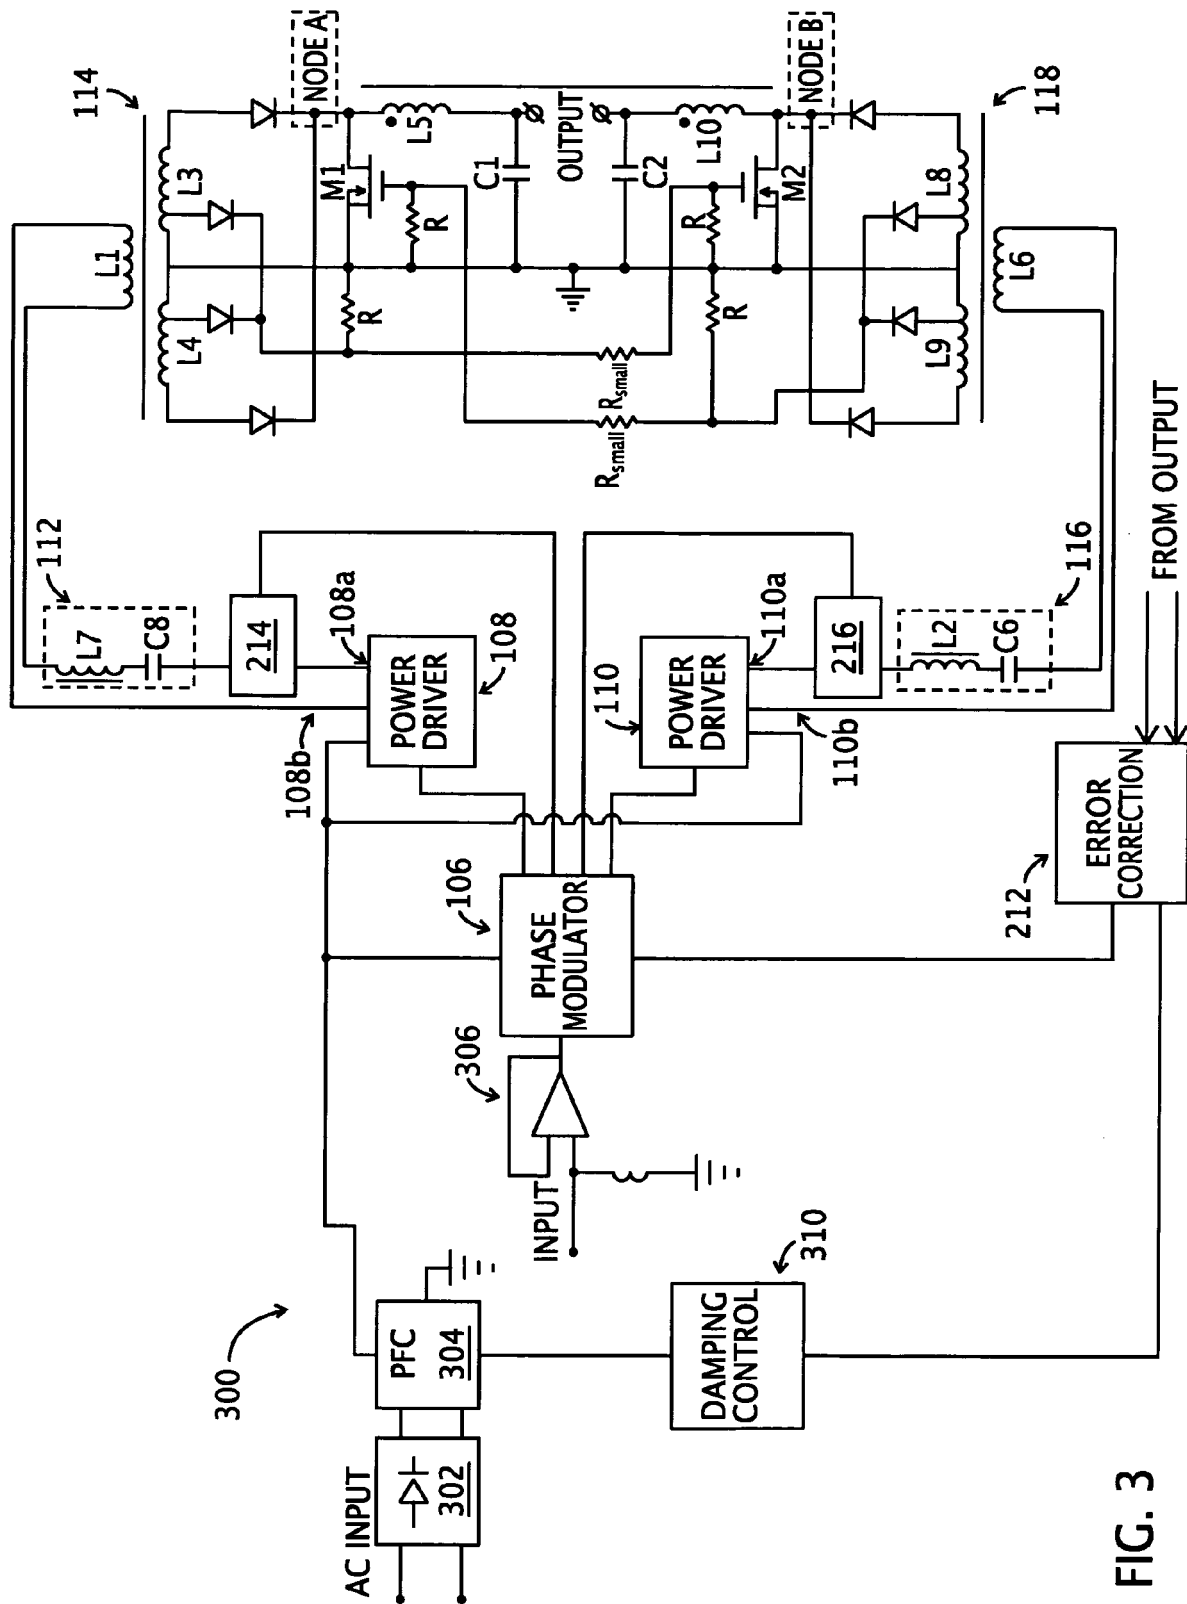 114
NODE A
L1
L3
L4
M1
L5
R
R
C1
OUTPUT
C2
L10
R
R
M2
NODE B
Rsmall
Rsmall
L8
L9
L6
118
112
L7
C8
214
108a
108b
POWER
DRIVER
108
110
POWER
DRIVER
110a
110b
216
L2
C6
116
FROM OUTPUT
106
PHASE
MODULATOR
306
INPUT
212
ERROR
CORRECTION
300
PFC
304
310
DAMPING
CONTROL
AC INPUT
302
FIG. 3